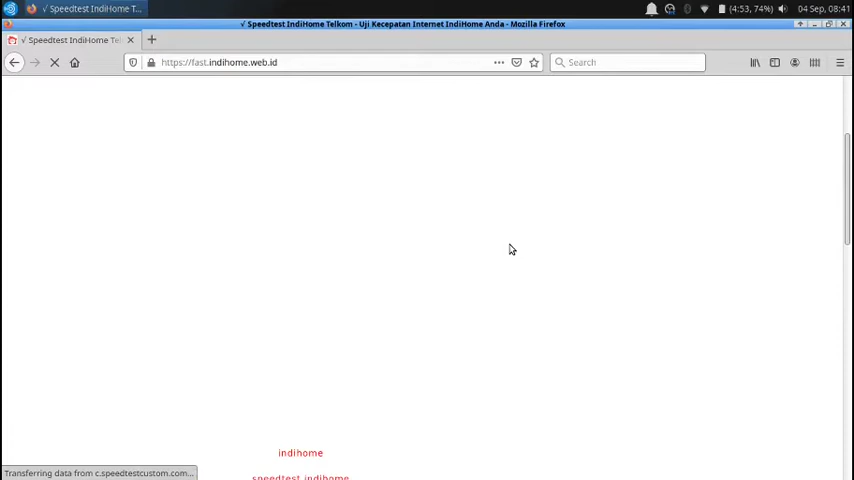 √ Speedtest IndiHome T...
(4:53, 74%)
04 Sep, 08:41
√ Speedtest IndiHome Telkom - Uji Kecepatan Internet IndiHome Anda - Mozilla Firefox
√ Speedtest IndiHome Tel
https://fast.indihome.web.id
Search
indihome
speedtest indihome
Transferring data from c.speedtestcustom.com...